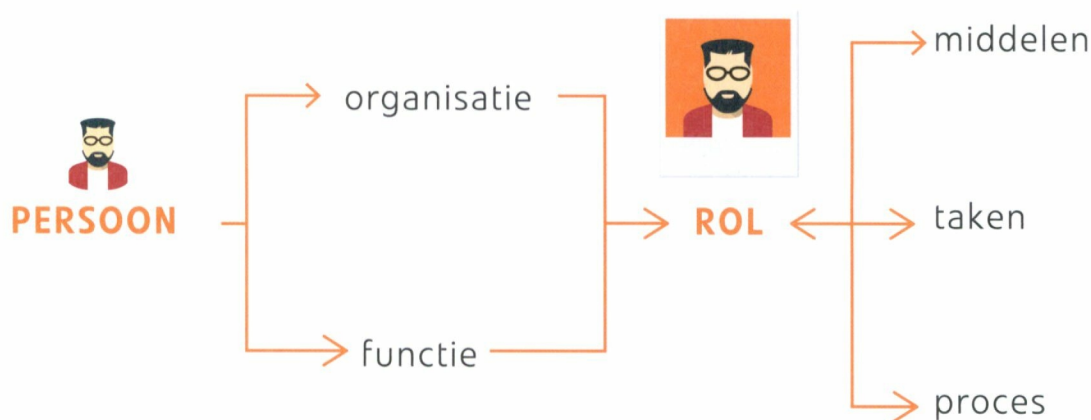 PERSOON
organisatie
functie
ROL
middelen
taken
proces